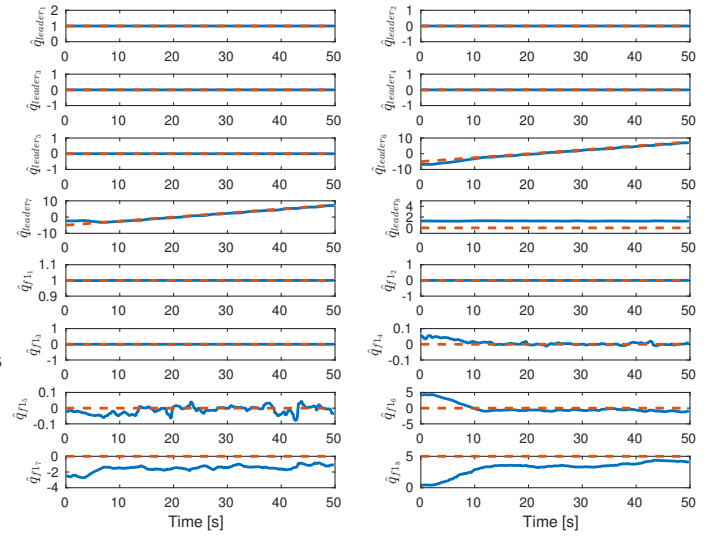 2 1 0 0 10 20 30 40 50 q̂leader₁
1 0 -1 0 10 20 30 40 50 q̂leader₂
1 0 -1 0 10 20 30 40 50 q̂leader₃
1 0 -1 0 10 20 30 40 50 q̂leader₄
1 0 -1 0 10 20 30 40 50 q̂leader₅
10 0 -10 0 10 20 30 40 50 q̂leader₆
10 0 -10 0 10 20 30 40 50 q̂leader₇
4 2 0 0 10 20 30 40 50 q̂leader₈
1.1 1 0.9 0 10 20 30 40 50 q̂f1₁
1 0 -1 0 10 20 30 40 50 q̂f1₂
1 0 -1 0 10 20 30 40 50 q̂f1₃
0.1 0 -0.1 0 10 20 30 40 50 q̂f1₄
0.1 0 -0.1 0 10 20 30 40 50 q̂f1₅
5 0 -5 0 10 20 30 40 50 q̂f1₆
0 -2 -4 0 10 20 30 40 50 q̂f1₇
Time [s]
5 0 0 10 20 30 40 50 q̂f1₈
Time [s]